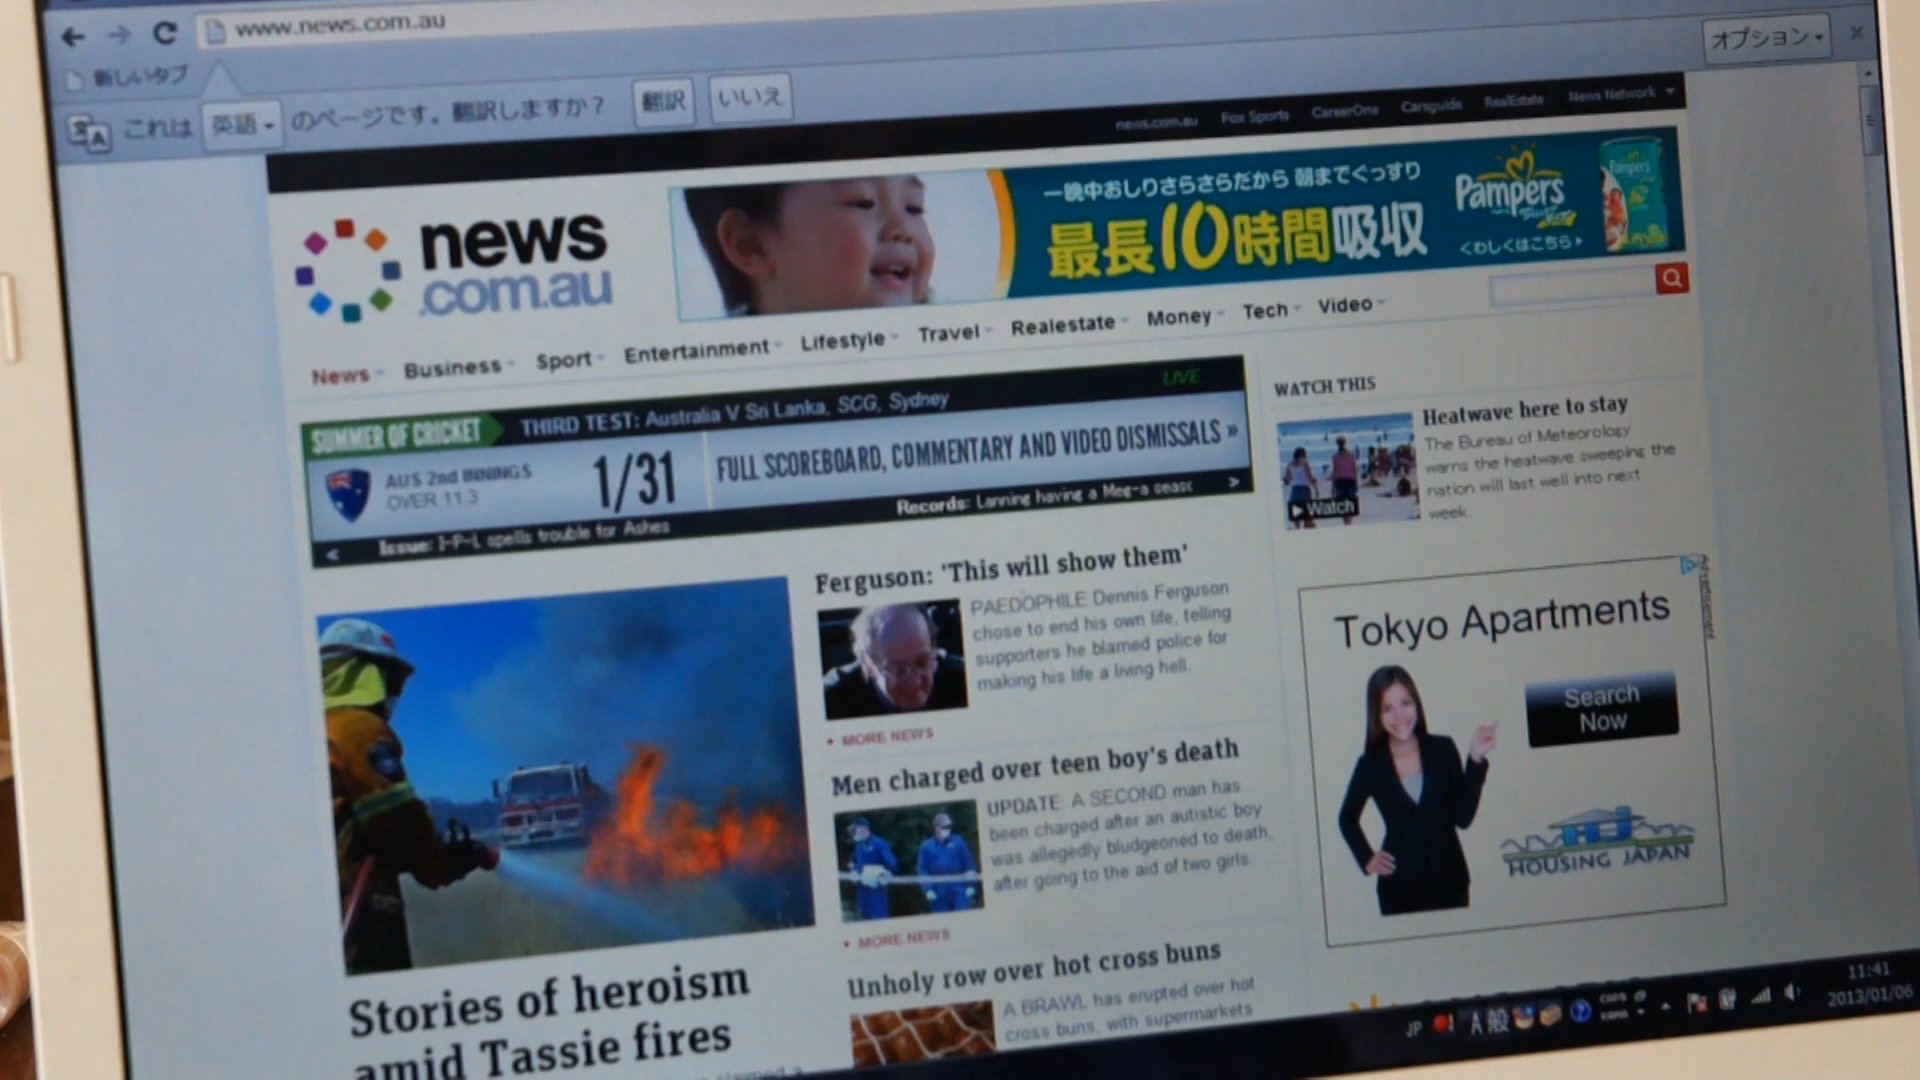 www.news.com.au
オプション
新しいタブ
これは 英語 のページです。翻訳しますか? 翻訳 いいえ
news.com.au Fox Sports CareerOne Carsguide RealEstate News Network
news
.com.au
一晩中おしりさらさらだから 朝までぐっすり
最長10時間吸収
Pampers
くわしくはこちら
Pampers
News Business Sport Entertainment Lifestyle Travel Realestate Money Tech Video
SUMMER OF CRICKET
THIRD TEST: Australia V Sri Lanka, SCG, Sydney
LIVE
AUS 2nd INNINGS
OVER 11.3
1/31
FULL SCOREBOARD, COMMENTARY AND VIDEO DISMISSALS »
< Issue: I-P-L spells trouble for Ashes
Records: Lanning having a Meg-a seasc >
WATCH THIS
Heatwave here to stay
The Bureau of Meteorology
warns the heatwave sweeping the
nation will last well into next
week.
Watch
Ferguson: 'This will show them'
PAEDOPHILE Dennis Ferguson
chose to end his own life, telling
supporters he blamed police for
making his life a living hell.
MORE NEWS
Men charged over teen boy's death
UPDATE A SECOND man has
been charged after an autistic boy
was allegedly bludgeoned to death,
after going to the aid of two girls.
MORE NEWS
Unholy row over hot cross buns
A BRAWL has erupted over hot
cross buns, with supermarkets
Stories of heroism
amid Tassie fires
claimed a
Advertisement
Tokyo Apartments
Search
Now
HOUSING JAPAN
JP
A 般
CAPS
KANA
11:41
2013/01/06